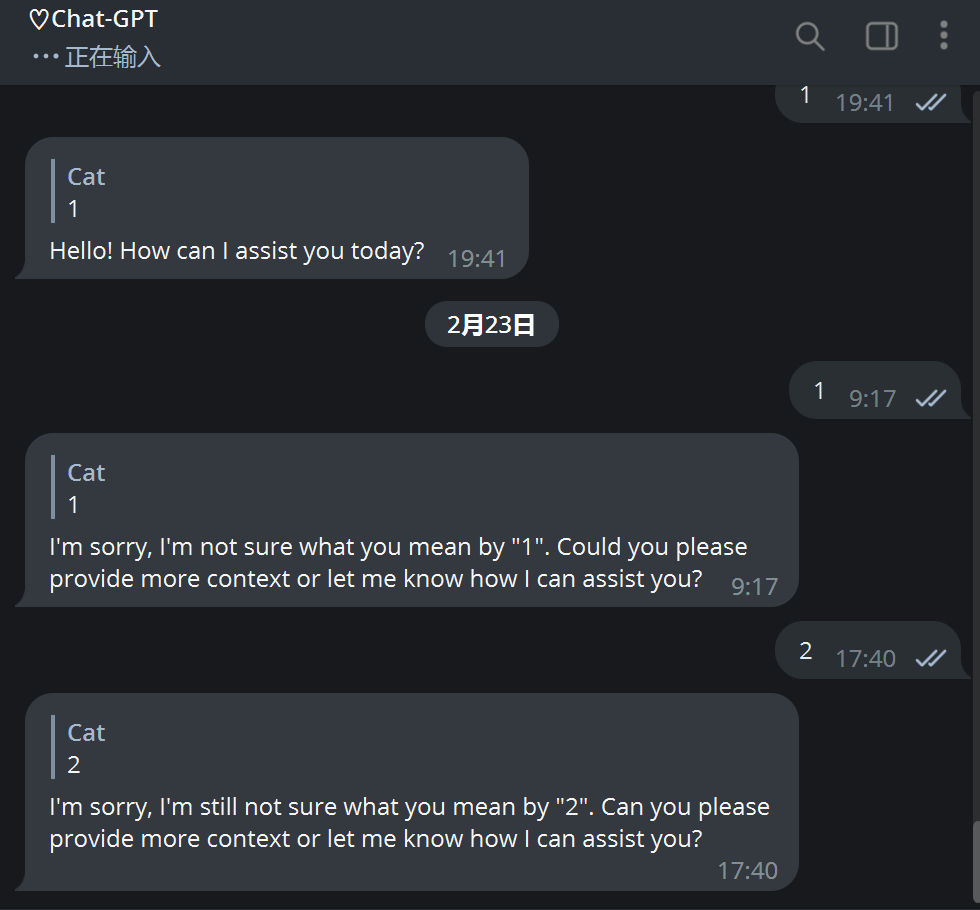 ♡Chat-GPT
••• 正在输入
1 19:41
Cat
1
Hello! How can I assist you today? 19:41
2月23日
1 9:17
Cat
1
I'm sorry, I'm not sure what you mean by "1". Could you please
provide more context or let me know how I can assist you? 9:17
2 17:40
Cat
2
I'm sorry, I'm still not sure what you mean by "2". Can you please
provide more context or let me know how I can assist you?
17:40